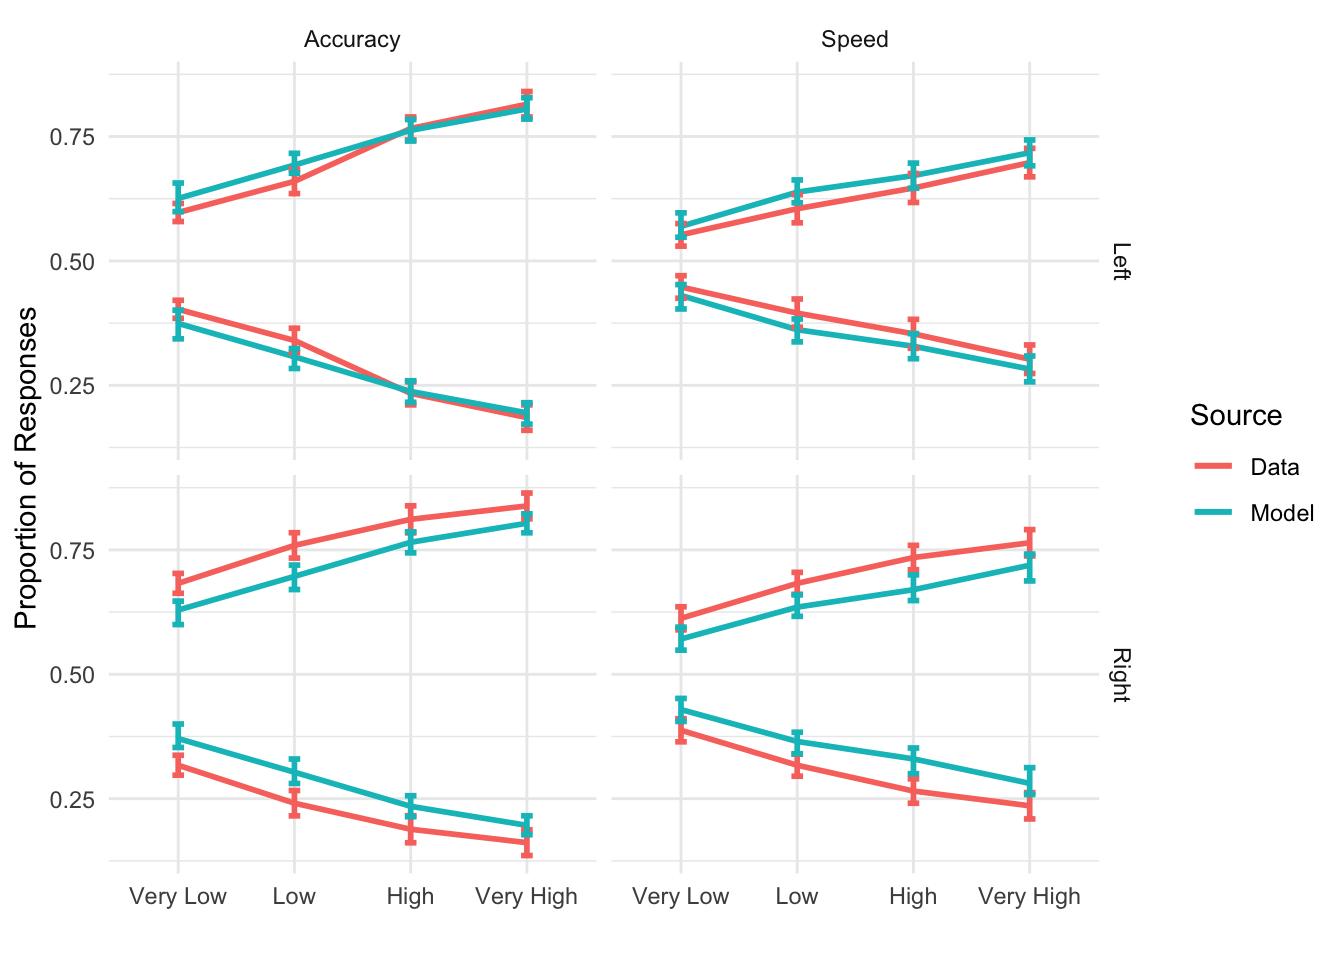 Accuracy
Speed
0.75
0.50
0.25
Left
0.75
0.50
0.25
Right
Proportion of Responses
Very Low
Low
High
Very High
Very Low
Low
High
Very High
Source
Data
Model